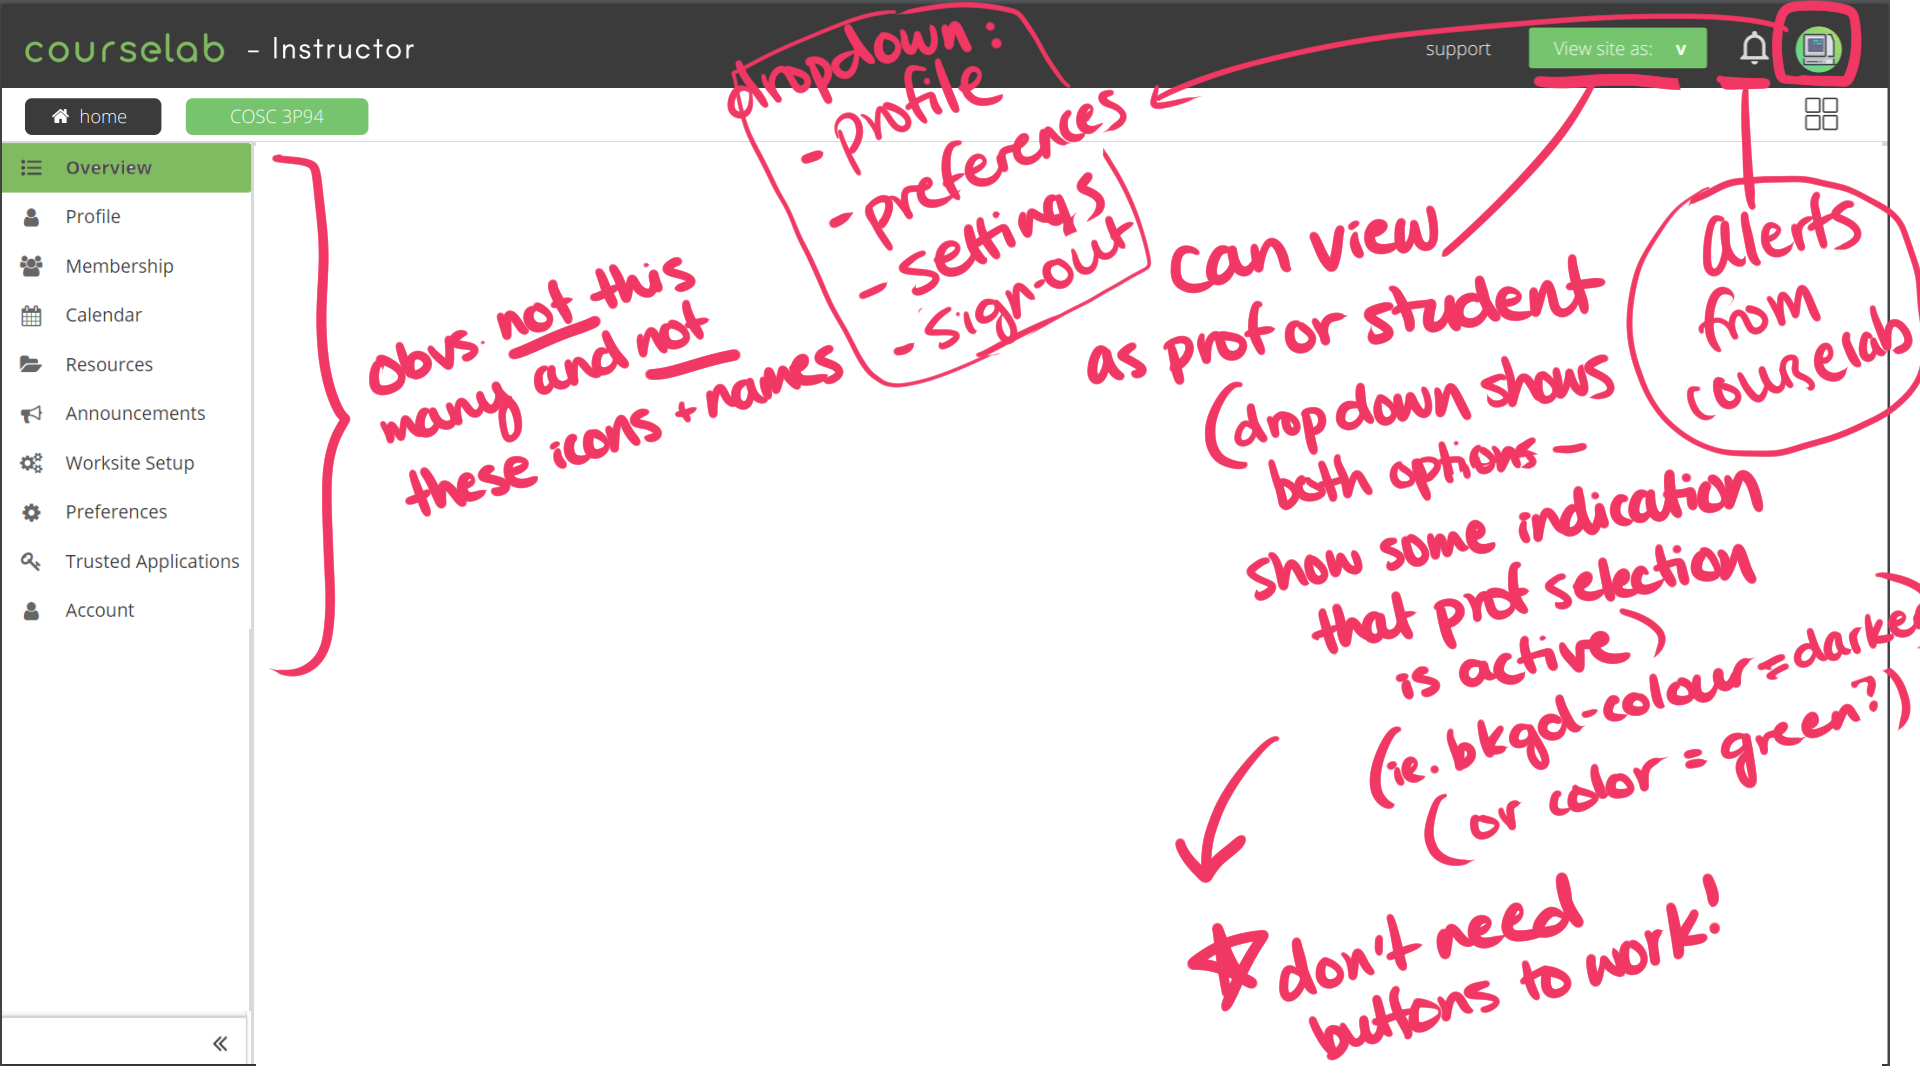 courselab - Instructor
support
View site as: v
home
COSC 3P94
Overview
Profile
Membership
Calendar
Resources
Announcements
Worksite Setup
Preferences
Trusted Applications
Account
«
Obvs. not this
many and not
these icons + names
dropdown:
- profile
- preferences
- settings
- sign-out
can view
as prof or student
(dropdown shows
both options -
show some indication
that prof selection
is active)
(ie. bkgd-colour = darker)
(or color = green?)
alerts
from
courselab
don't need
buttons to work!